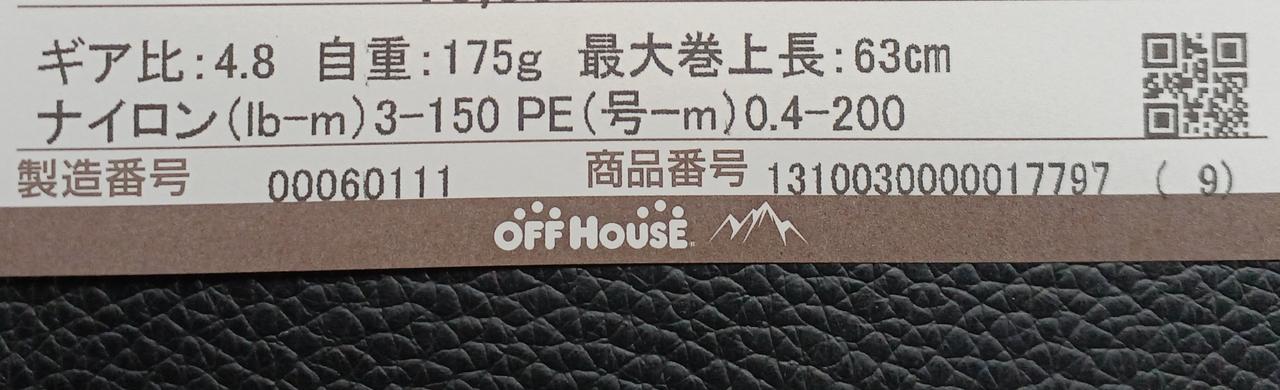 ギア比:4.8 自重:175g 最大巻上長:63cm
ナイロン(lb-m)3-150 PE(号-m)0.4-200
製造番号 00060111 商品番号 1310030000017797 ( 9)
OFF HOUSE